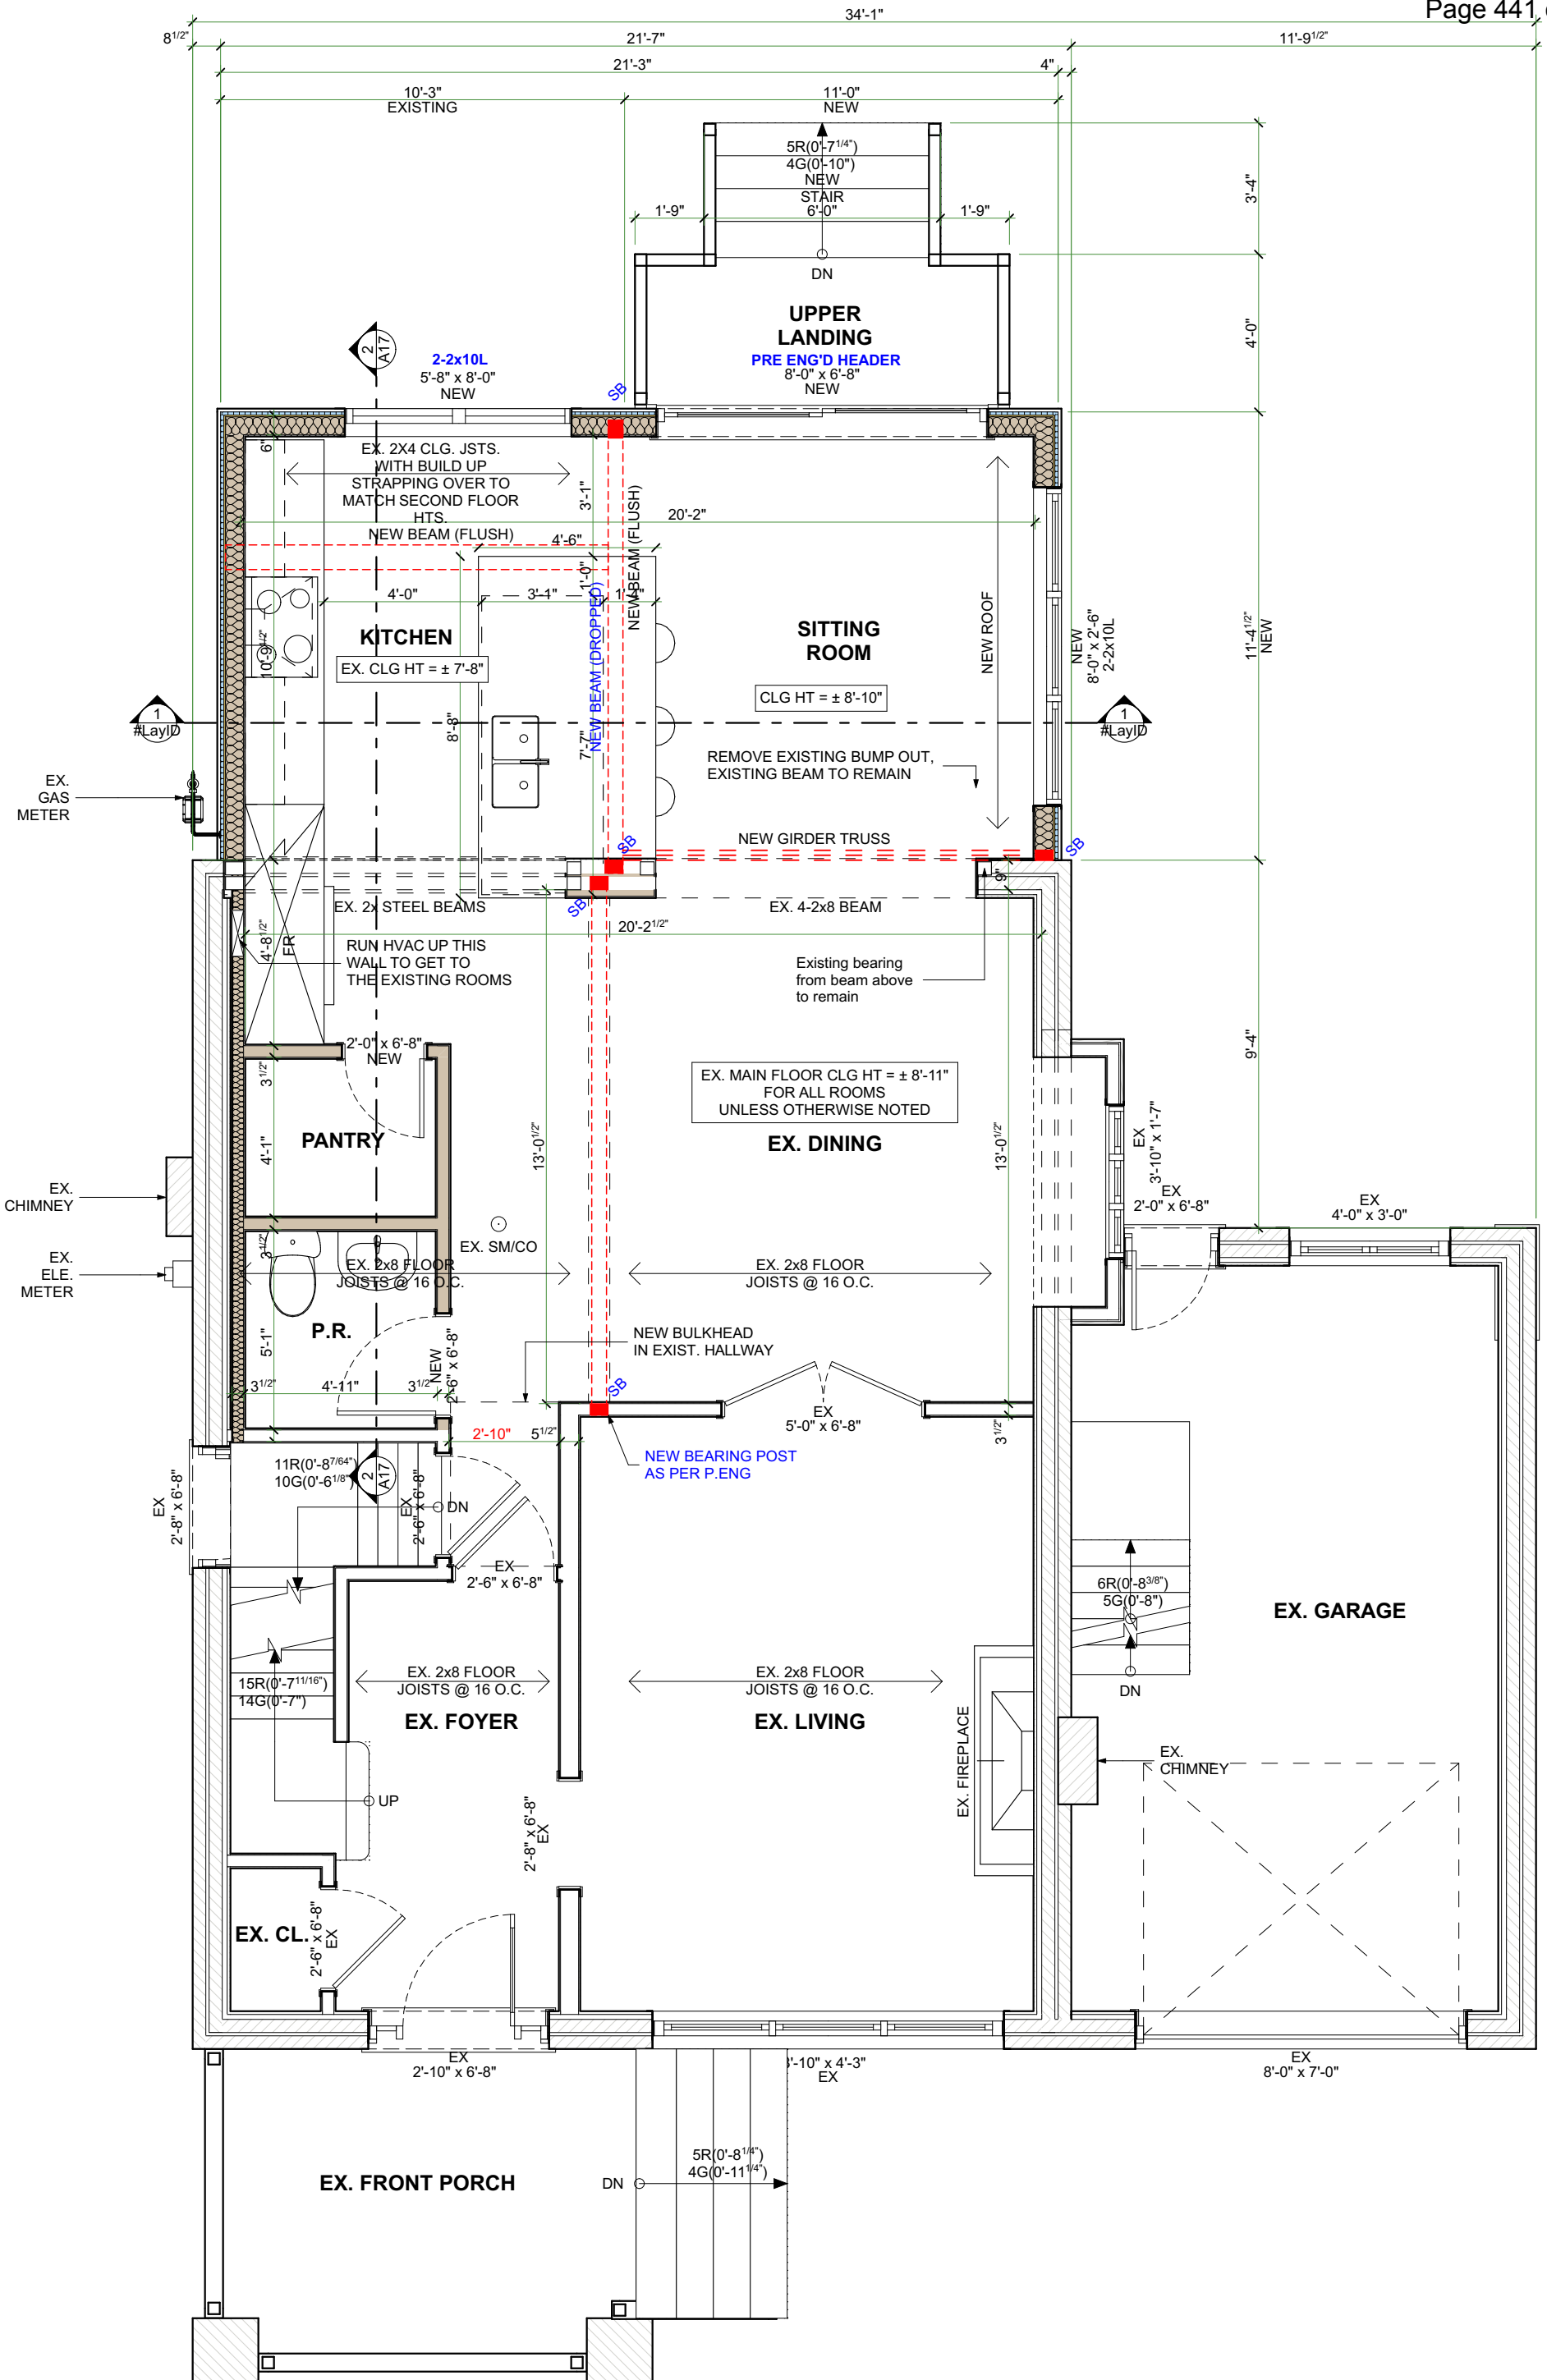 Page 441
34'-1"
8 1/2"
21'-7"
11'-9 1/2"
21'-3"
4"
10'-3"
EXISTING
11'-0"
NEW
5R(0'-7 1/4")
4G(0'-10")
NEW
STAIR
1'-9"
6'-0"
1'-9"
3'-4"
DN
UPPER
LANDING
PRE ENG'D HEADER
8'-0" x 6'-8"
NEW
4'-0"
2
A17
2-2x10L
5'-8" x 8'-0"
NEW
SB
6"
EX. 2X4 CLG. JSTS.
WITH BUILD UP
STRAPPING OVER TO
MATCH SECOND FLOOR
HTS.
NEW BEAM (FLUSH)
3'-1"
NEW BEAM (FLUSH)
20'-2"
4'-6"
1'-0"
4'-0"
3'-1"
NEW BEAM (DROPPED)
10'-9 1/2"
KITCHEN
EX. CLG HT = ± 7'-8"
SITTING
ROOM
CLG HT = ± 8'-10"
NEW ROOF
NEW
8'-0" x 2'-6"
2-2x10L
11'-4 1/2"
NEW
1
#LayID
1
#LayID
8'-8"
7'-7"
REMOVE EXISTING BUMP OUT,
EXISTING BEAM TO REMAIN
EX.
GAS
METER
NEW GIRDER TRUSS
SB
SB
SB
9"
EX. 2x STEEL BEAMS
EX. 4-2x8 BEAM
20'-2 1/2"
4'-8 1/2"
FR
RUN HVAC UP THIS
WALL TO GET TO
THE EXISTING ROOMS
Existing bearing
from beam above
to remain
2'-0" x 6'-8"
NEW
3 1/2"
9'-4"
EX. MAIN FLOOR CLG HT = ± 8'-11"
FOR ALL ROOMS
UNLESS OTHERWISE NOTED
PANTRY
4'-1"
13'-0 1/2"
EX. DINING
13'-0 1/2"
EX
3'-10" x 1'-7"
EX
2'-0" x 6'-8"
EX
4'-0" x 3'-0"
EX.
CHIMNEY
EX. SM/CO
3 1/2"
EX.
ELE.
METER
EX. 2x8 FLOOR
JOISTS @ 16 O.C.
EX. 2x8 FLOOR
JOISTS @ 16 O.C.
P.R.
5'-1"
NEW
2'-6" x 6'-8"
NEW BULKHEAD
IN EXIST. HALLWAY
3 1/2"
4'-11"
3 1/2"
SB
EX
5'-0" x 6'-8"
3 1/2"
2'-10"
5 1/2"
NEW BEARING POST
AS PER P.ENG
11R(0'-8 7/64")
10G(0'-6 1/8")
2
A17
EX
2'-6" x 6'-8"
DN
EX
2'-8" x 6'-8"
EX
2'-6" x 6'-8"
6R(0'-8 3/8")
5G(0'-8")
EX. GARAGE
DN
15R(0'-7 11/16")
14G(0'-7")
EX. 2x8 FLOOR
JOISTS @ 16 O.C.
EX. 2x8 FLOOR
JOISTS @ 16 O.C.
EX. FOYER
EX. LIVING
EX. FIREPLACE
EX.
CHIMNEY
UP
2'-8" x 6'-8"
EX
EX. CL.
2'-6" x 6'-8"
EX
EX
2'-10" x 6'-8"
'-10" x 4'-3"
EX
EX
8'-0" x 7'-0"
EX. FRONT PORCH
DN
5R(0'-8 1/4")
4G(0'-11 1/4")